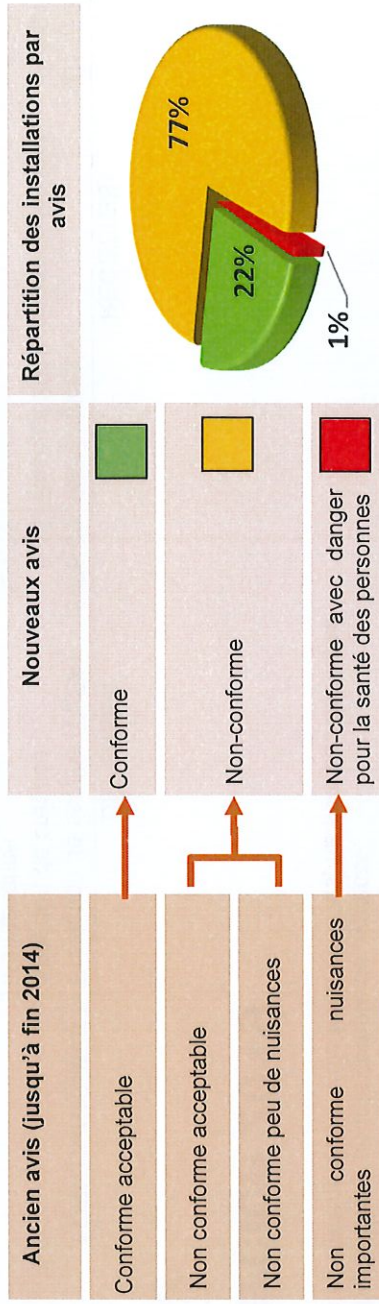 Ancien avis (jusqu'à fin 2014)
Nouveaux avis
Répartition des installations par
avis
Conforme acceptable
Conforme
Non conforme acceptable
Non conforme peu de nuisances
Non-conforme
Non conforme nuisances
importantes
Non-conforme avec danger
pour la santé des personnes
77%
22%
1%